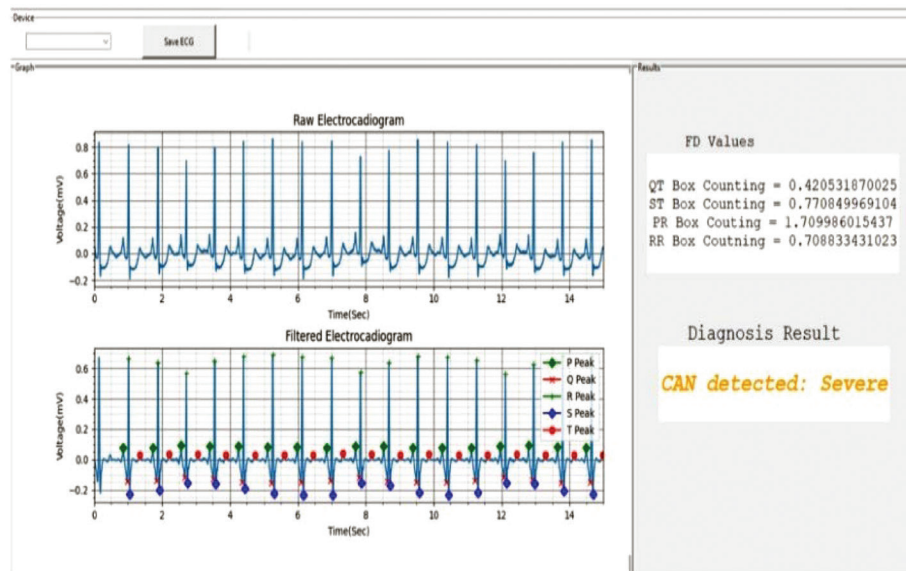 Device
Save ECG
Graph
Raw Electrocadiogram
0.8
0.6
0.4
0.2
0.0
−0.2
Voltage(mV)
0 2 4 6 8 10 12 14
Time(Sec)
Filtered Electrocadiogram
0.6
0.4
0.2
0.0
−0.2
Voltage(mV)
P Peak
Q Peak
R Peak
S Peak
T Peak
0 2 4 6 8 10 12 14
Time(Sec)
Results
FD Values
QT Box Counting = 0.420531870025
ST Box Counting = 0.770849969104
PR Box Couting = 1.709986015437
RR Box Coutning = 0.708833431023
Diagnosis Result
CAN detected: Severe